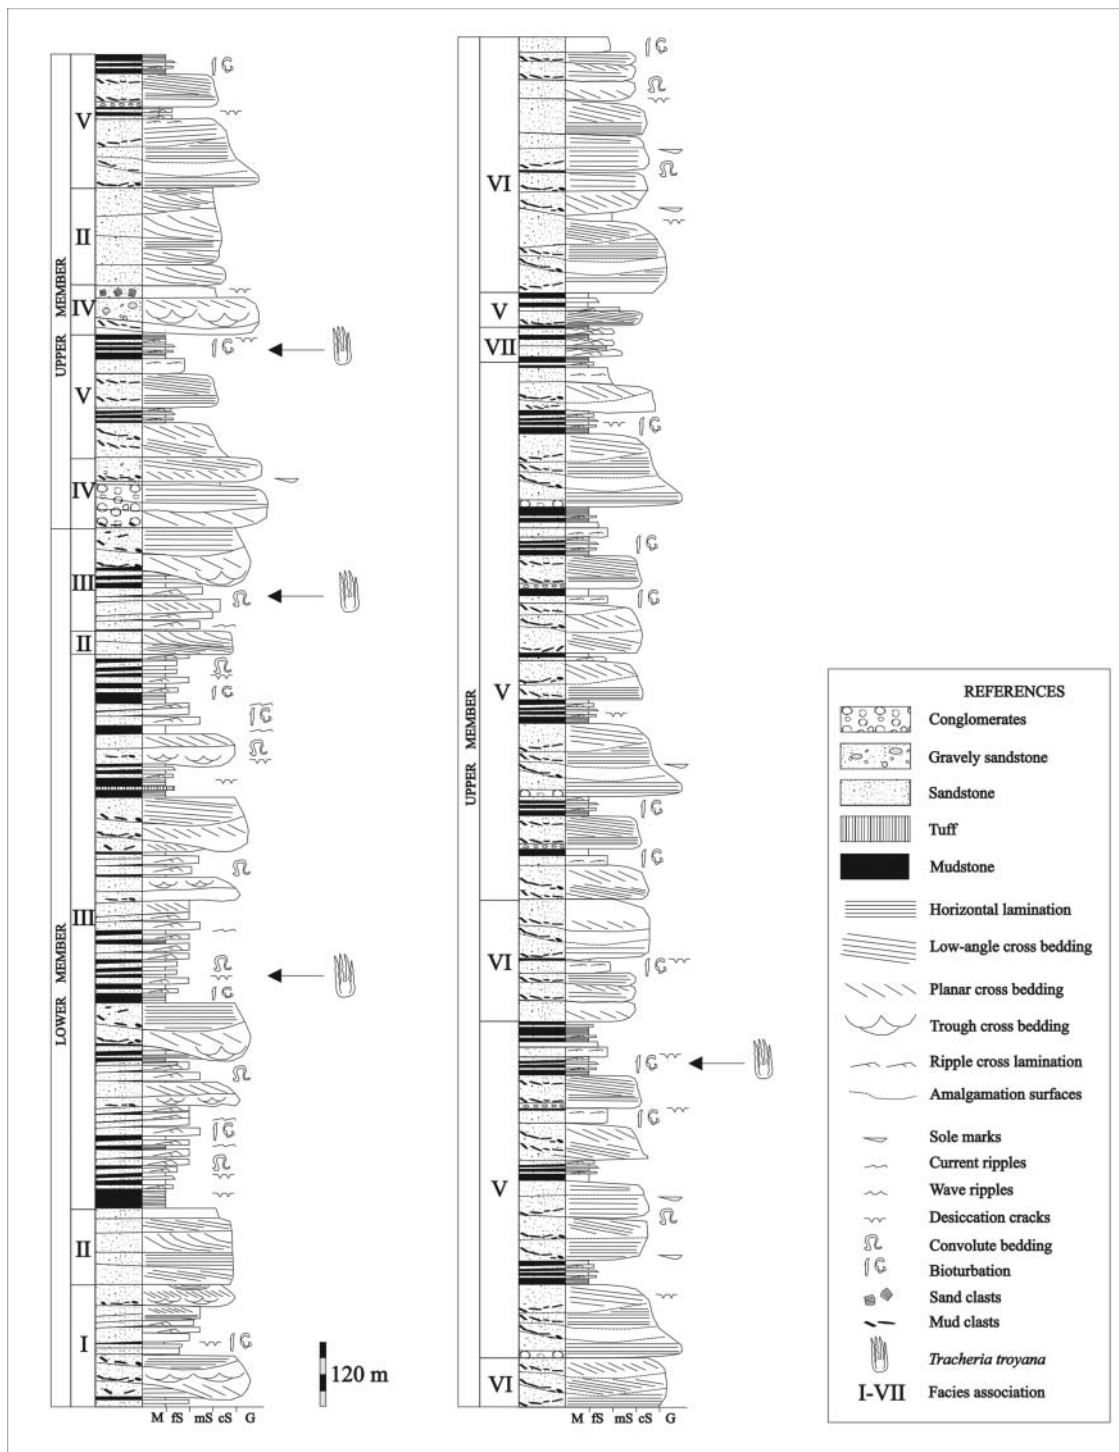 UPPER MEMBER
LOWER MEMBER
V
II
IV
V
IV
III
II
III
II
I
M fS mS cS G
120 m
UPPER MEMBER
VI
V
VII
V
VI
V
VI
M fS mS cS G
REFERENCES
Conglomerates
Gravely sandstone
Sandstone
Tuff
Mudstone
Horizontal lamination
Low-angle cross bedding
Planar cross bedding
Trough cross bedding
Ripple cross lamination
Amalgamation surfaces
Sole marks
Current ripples
Wave ripples
Desiccation cracks
Convolute bedding
Bioturbation
Sand clasts
Mud clasts
Tracheria troyana
I-VII Facies association